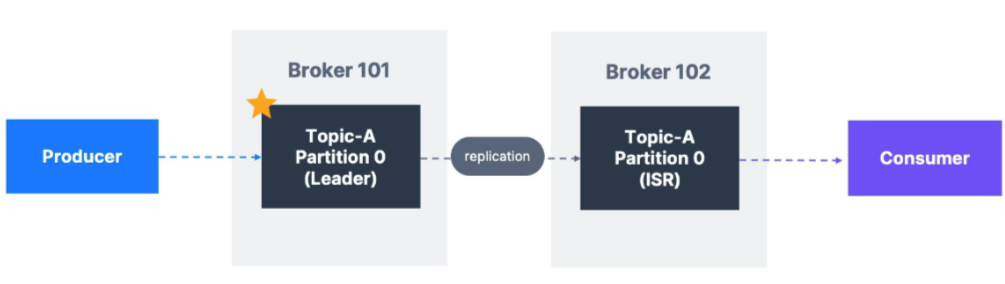 Broker 101
Broker 102
Producer
Topic-A
Partition 0
(Leader)
replication
Topic-A
Partition 0
(ISR)
Consumer